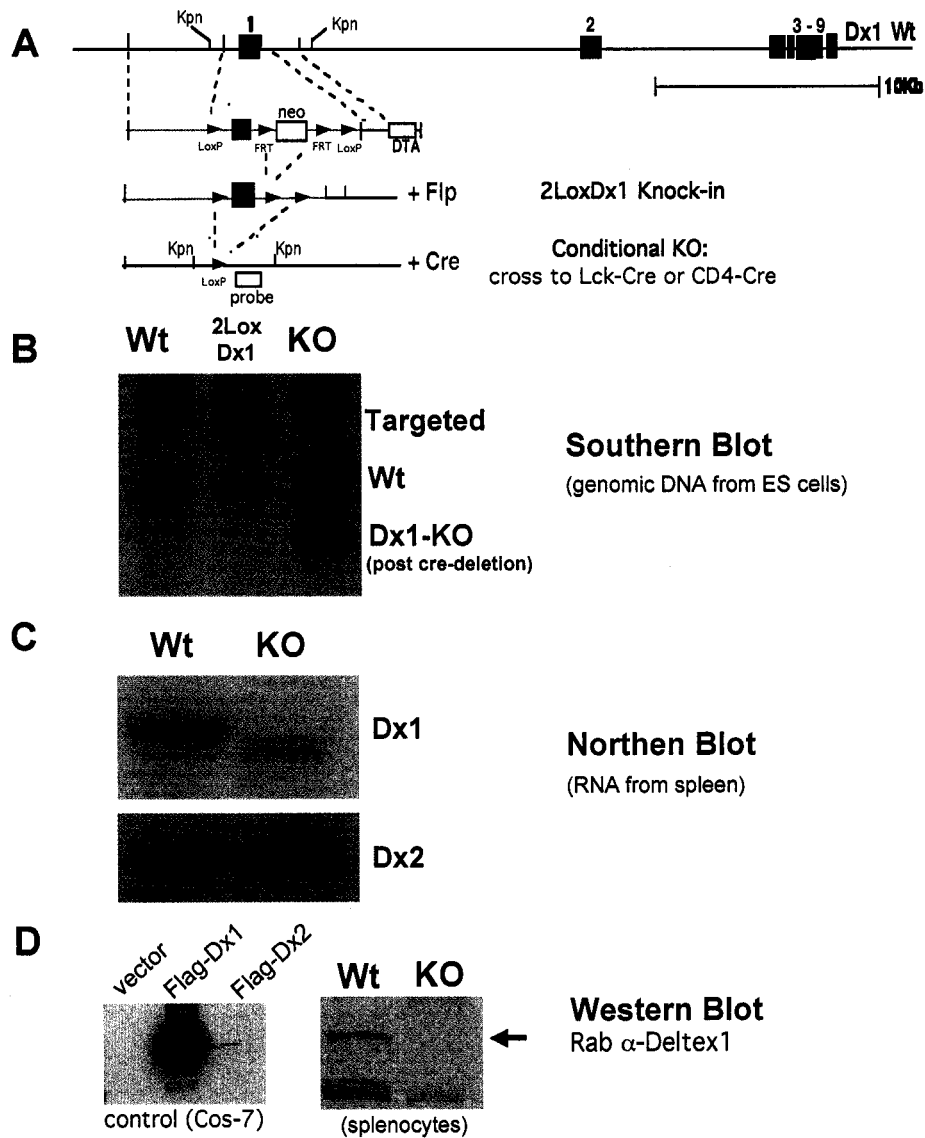 A
Kpn
1
Kpn
2
3 - 9
Dx1 Wt
neo
LoxP
FRT
FRT
LoxP
DTA
+ Flp
2LoxDx1 Knock-in
Kpn
Kpn
+ Cre
LoxP
probe
Conditional KO:
cross to Lck-Cre or CD4-Cre
B
Wt
2Lox
Dx1
KO
Targeted
Wt
Dx1-KO
(post cre-deletion)
Southern Blot
(genomic DNA from ES cells)
C
Wt
KO
Dx1
Dx2
Northen Blot
(RNA from spleen)
D
vector
Flag-Dx1
Flag-Dx2
control (Cos-7)
Wt
KO
(splenocytes)
Western Blot
Rab α-Deltex1